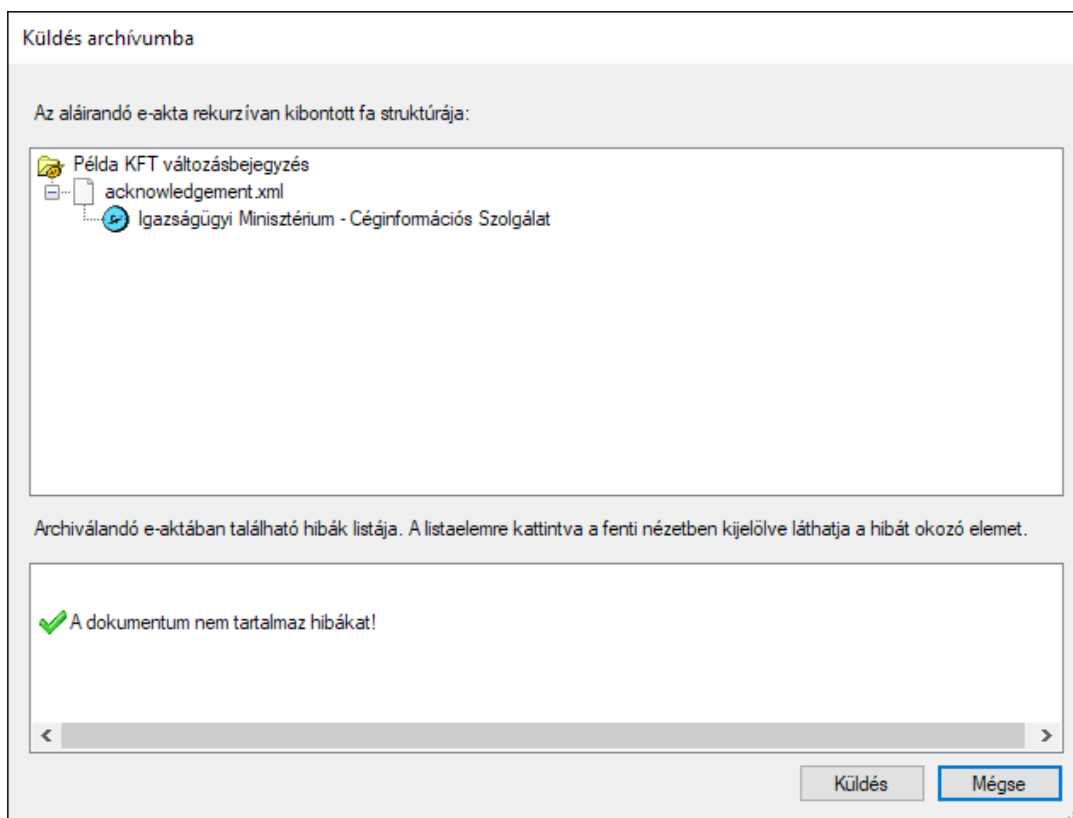 Küldés archívumba
Az aláirandó e-akta rekurzívan kibontott fa struktúrája:
Példa KFT változásbejegyzés
acknowledgement.xml
Igazságügyi Minisztérium - Céginformációs Szolgálat
Archiválandó e-aktában található hibák listája. A listaelemre kattintva a fenti nézetben kijelölve láthatja a hibát okozó elemet.
A dokumentum nem tartalmaz hibákat!
Küldés
Mégse